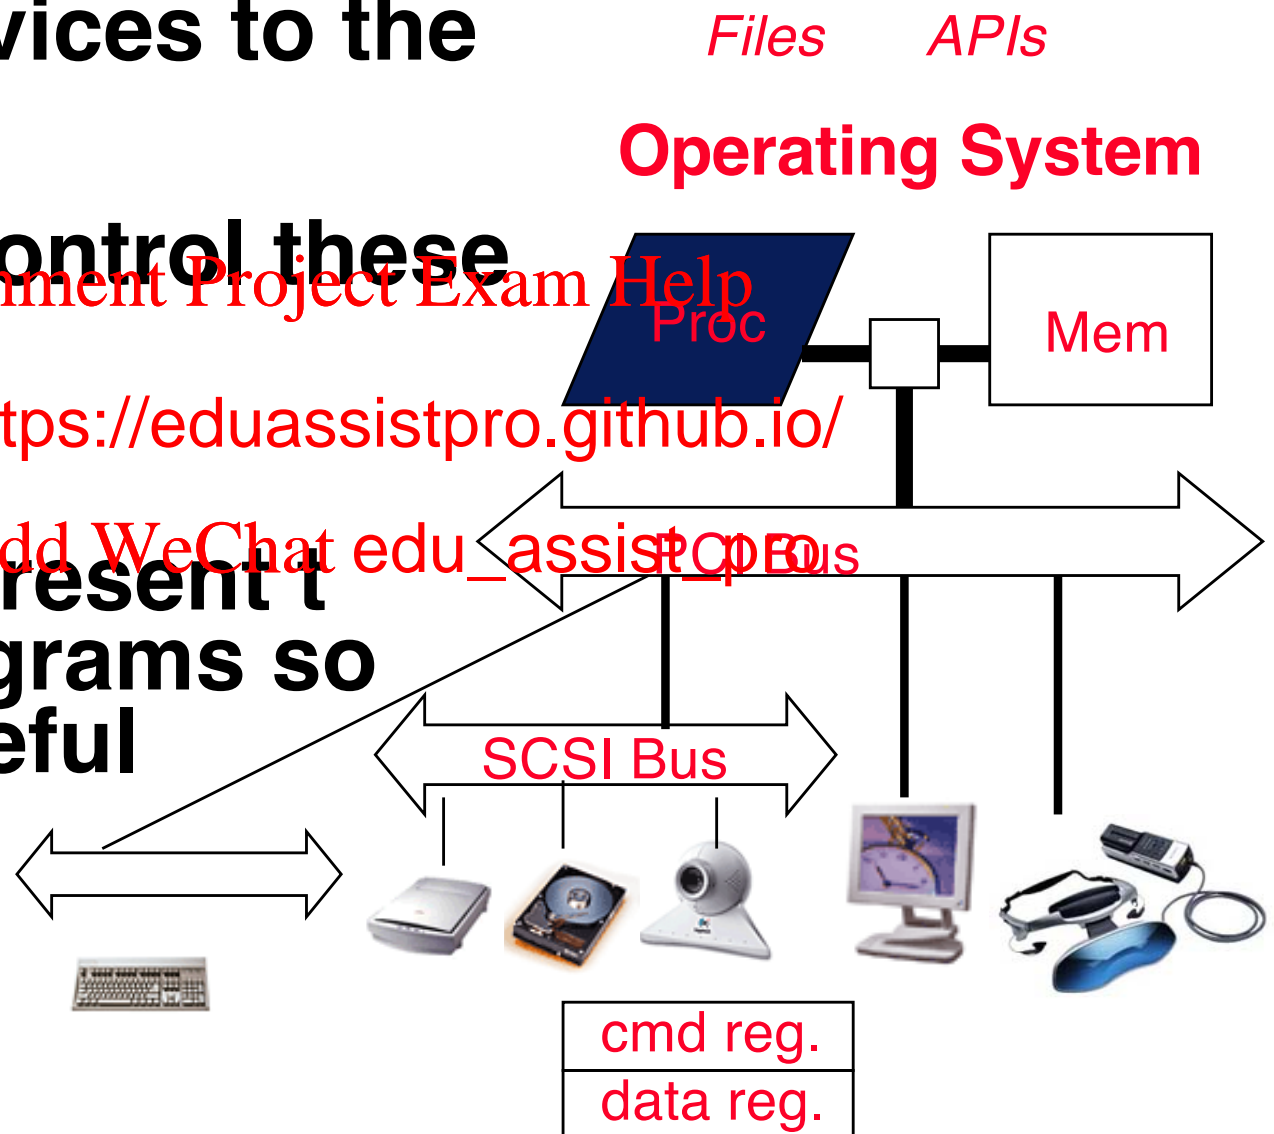 vices to the
Files APIs
Operating System
ontrol these
nment Project Exam Help
Proc
Mem
tps://eduassistpro.github.io/
dd WeChat edu_assist_pro
PCI Bus
resent t
grams so
eful
SCSI Bus
cmd reg.
data reg.